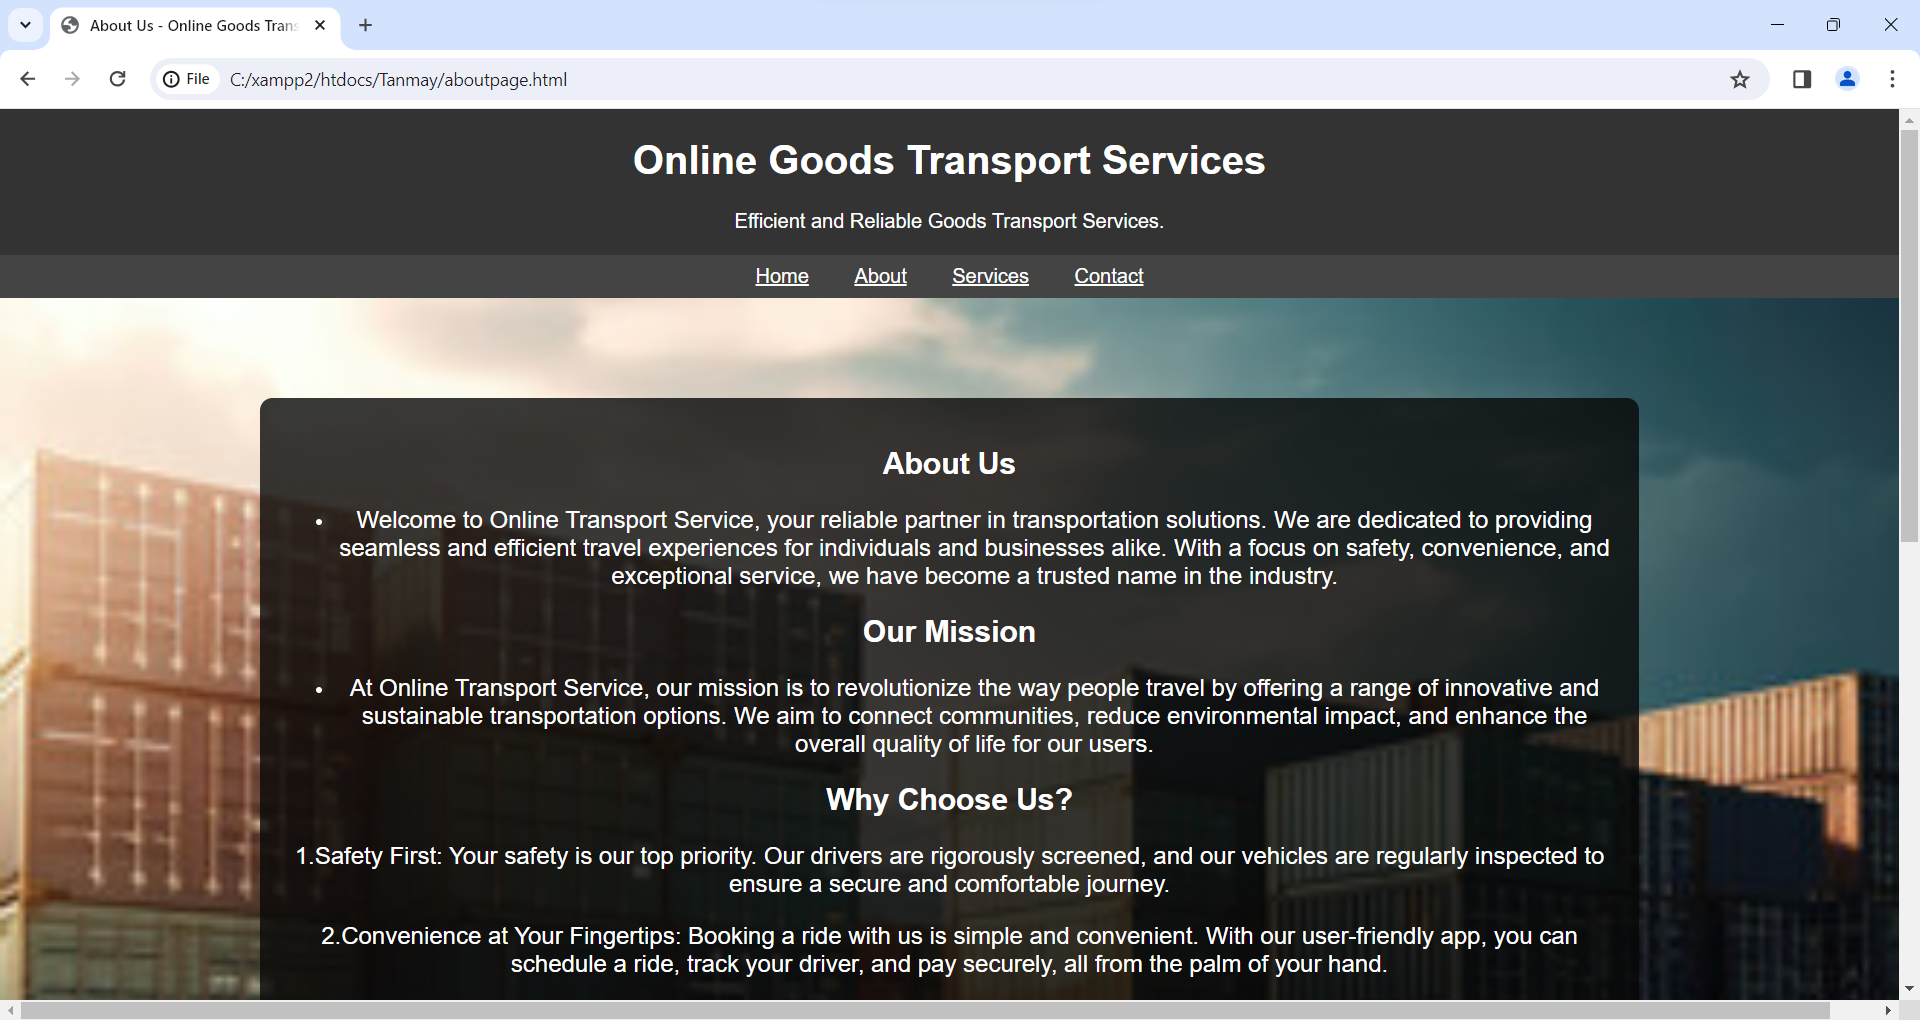 About Us - Online Goods Trans
File C:/xampp2/htdocs/Tanmay/aboutpage.html
Online Goods Transport Services
Efficient and Reliable Goods Transport Services.
Home About Services Contact
About Us
• Welcome to Online Transport Service, your reliable partner in transportation solutions. We are dedicated to providing
seamless and efficient travel experiences for individuals and businesses alike. With a focus on safety, convenience, and
exceptional service, we have become a trusted name in the industry.
Our Mission
• At Online Transport Service, our mission is to revolutionize the way people travel by offering a range of innovative and
sustainable transportation options. We aim to connect communities, reduce environmental impact, and enhance the
overall quality of life for our users.
Why Choose Us?
1.Safety First: Your safety is our top priority. Our drivers are rigorously screened, and our vehicles are regularly inspected to
ensure a secure and comfortable journey.
2.Convenience at Your Fingertips: Booking a ride with us is simple and convenient. With our user-friendly app, you can
schedule a ride, track your driver, and pay securely, all from the palm of your hand.